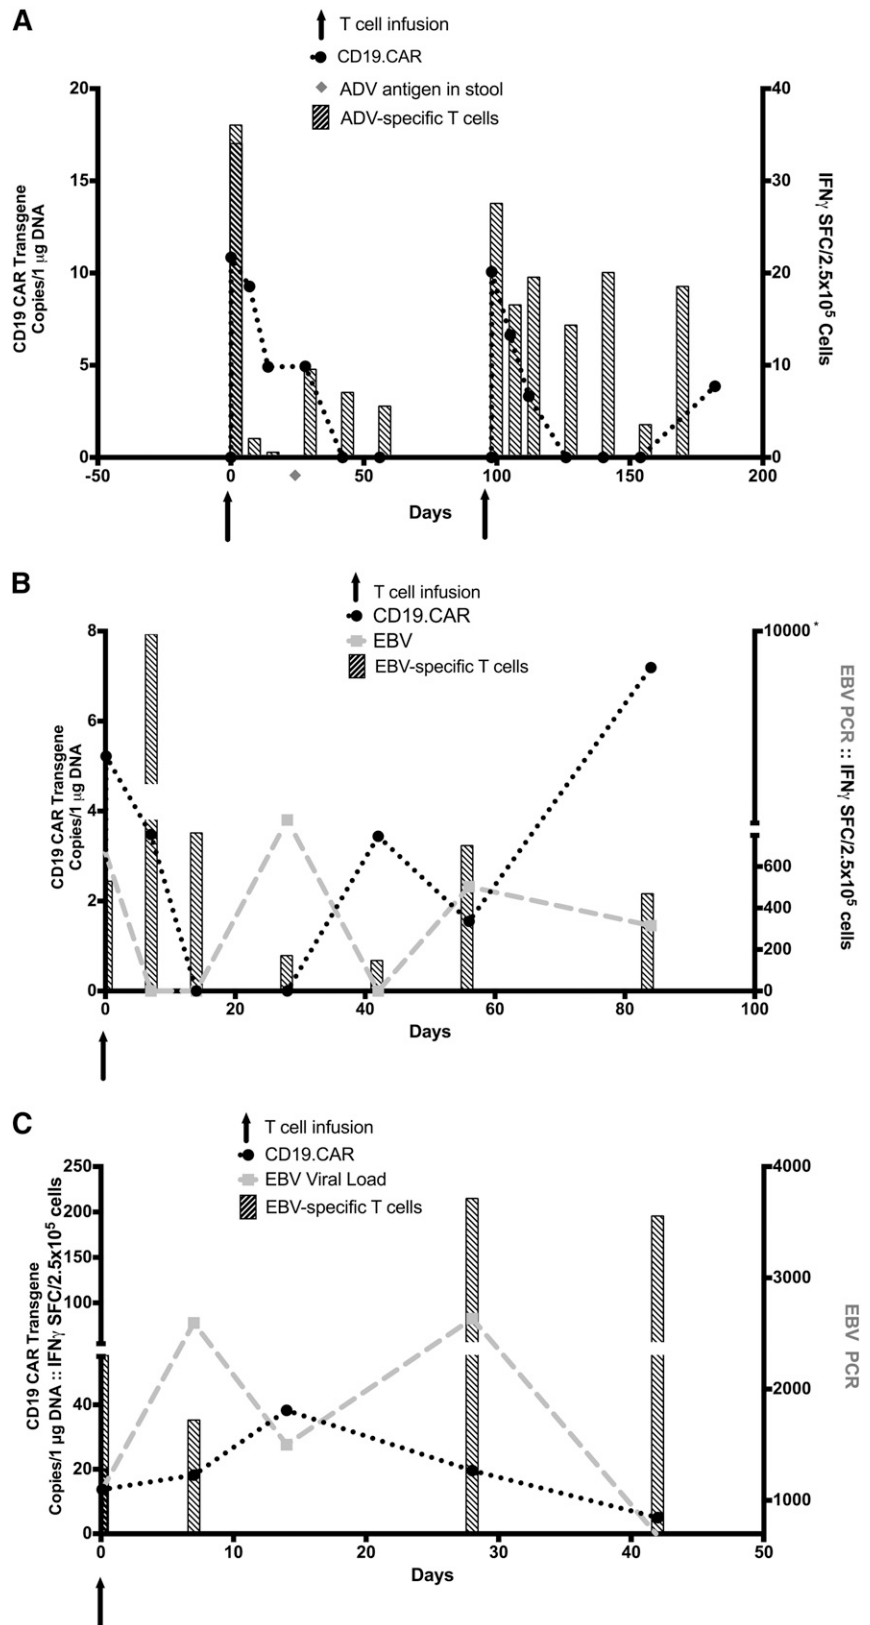 A
T cell infusion
CD19.CAR
ADV antigen in stool
ADV-specific T cells
20
15
10
5
0
CD19 CAR Transgene
Copies/1 µg DNA
40
30
20
10
0
IFNγ SFC/2.5x10⁵ Cells
-50
0
50
100
150
200
Days
B
T cell infusion
CD19.CAR
EBV
EBV-specific T cells
8
6
4
2
0
CD19 CAR Transgene
Copies/1 µg DNA
10000*
600
400
200
0
EBV PCR :: IFNγ SFC/2.5x10⁵ cells
0
20
40
60
80
100
Days
C
T cell infusion
CD19.CAR
EBV Viral Load
EBV-specific T cells
250
200
150
100
40
20
0
CD19 CAR Transgene
Copies/1 µg DNA :: IFNγ SFC/2.5x10⁵ cells
4000
3000
2000
1000
EBV PCR
0
10
20
30
40
50
Days